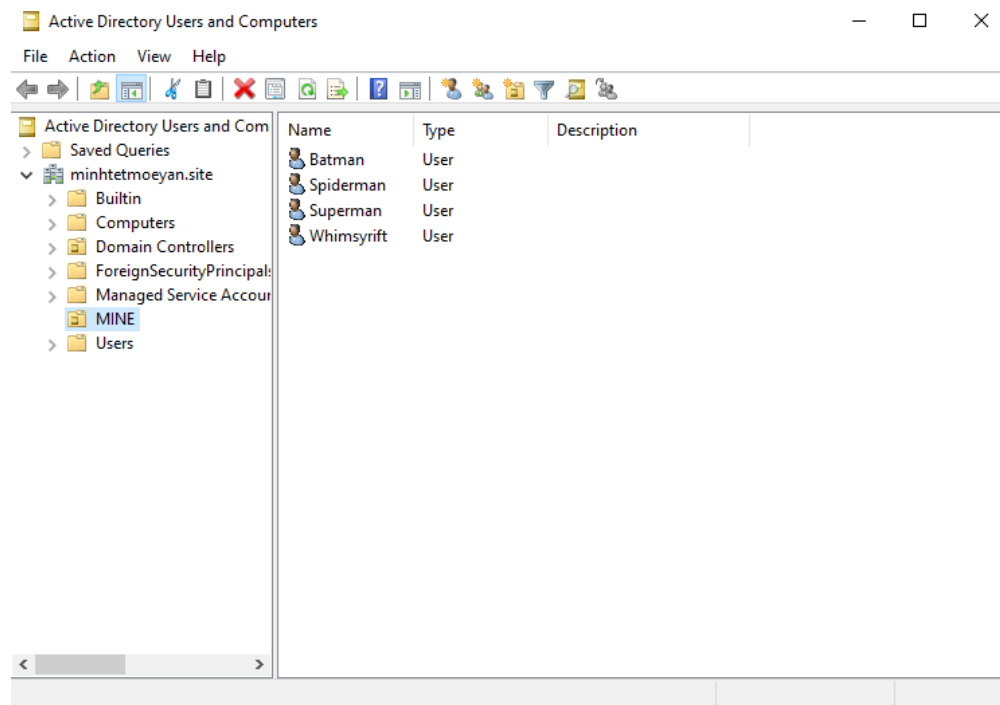 Active Directory Users and Computers
File Action View Help
Active Directory Users and Com
Saved Queries
minhtetmoeyan.site
Builtin
Computers
Domain Controllers
ForeignSecurityPrincipals
Managed Service Accour
MINE
Users
Name Type Description
Batman User
Spiderman User
Superman User
Whimsyrift User